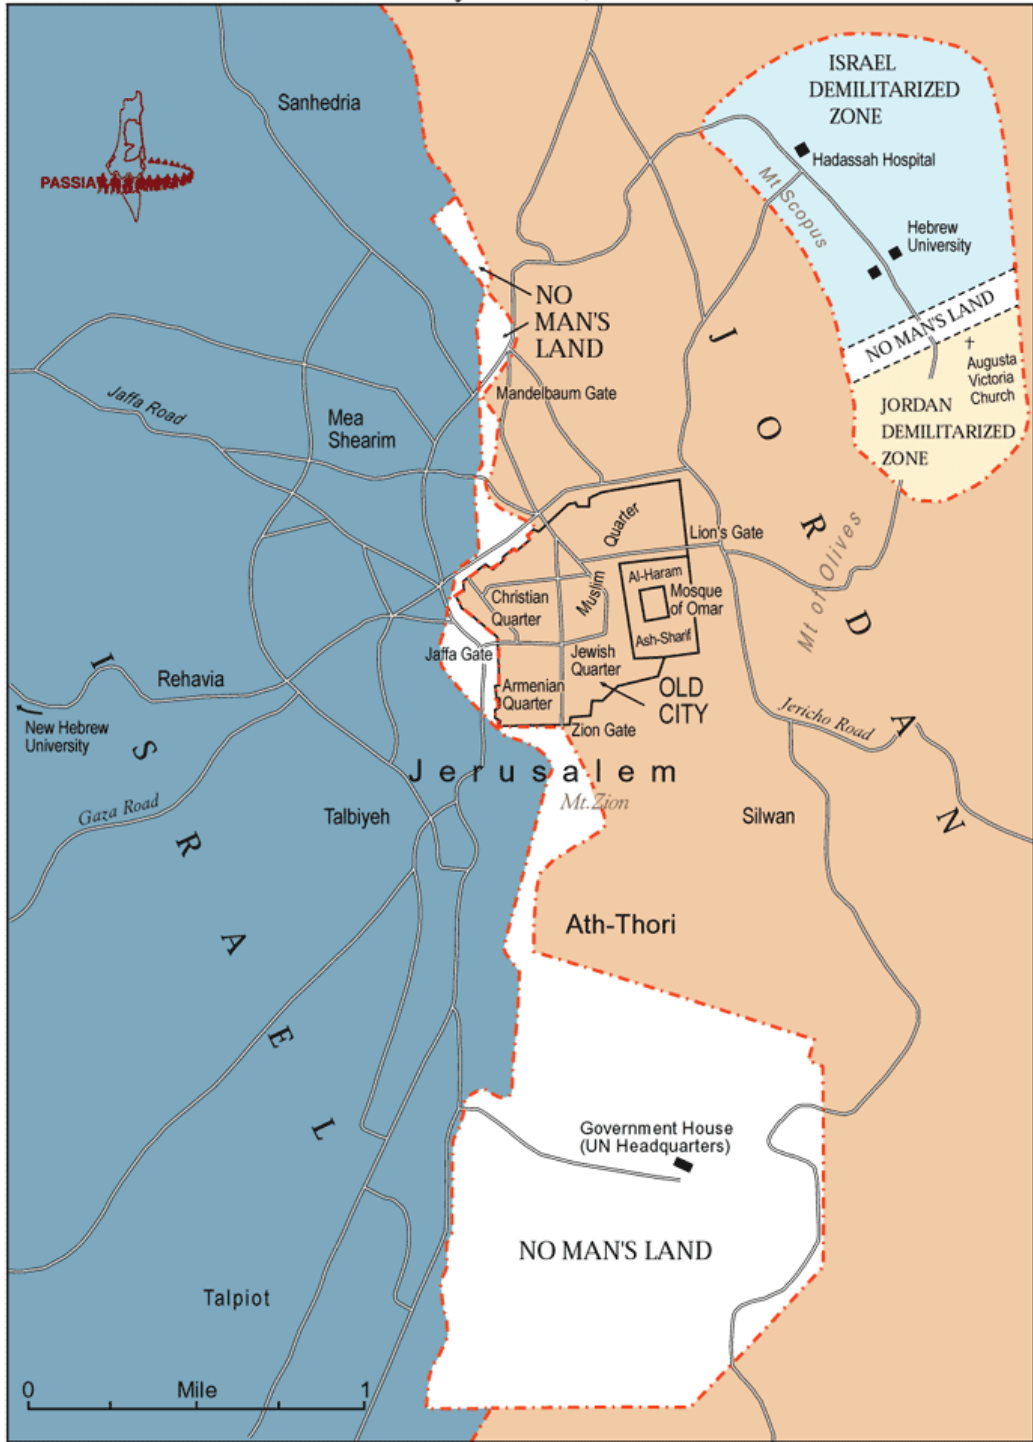 ISRAEL
DEMILITARIZED
ZONE
Sanhedria
Hadassah Hospital
PASSIA
Mt Scopus
Hebrew
University
NO
MAN'S
LAND
NO MAN'S LAND
Augusta
Victoria
Church
Mandelbaum Gate
Jaffa Road
Mea
Shearim
JORDAN
DEMILITARIZED
ZONE
Quarter
Muslim
Lion's Gate
Al-Haram
Mosque
of Omar
Ash-Sharif
Christian
Quarter
Mt of Olives
Jaffa Gate
Jewish
Quarter
Armenian
Quarter
OLD
CITY
Zion Gate
Rehavia
New Hebrew
University
Jericho Road
JORDAN
Jerusalem
Mt.Zion
Gaza Road
Talbiyeh
Silwan
ISRAEL
Ath-Thori
Government House
(UN Headquarters)
NO MAN'S LAND
Talpiot
0 Mile 1